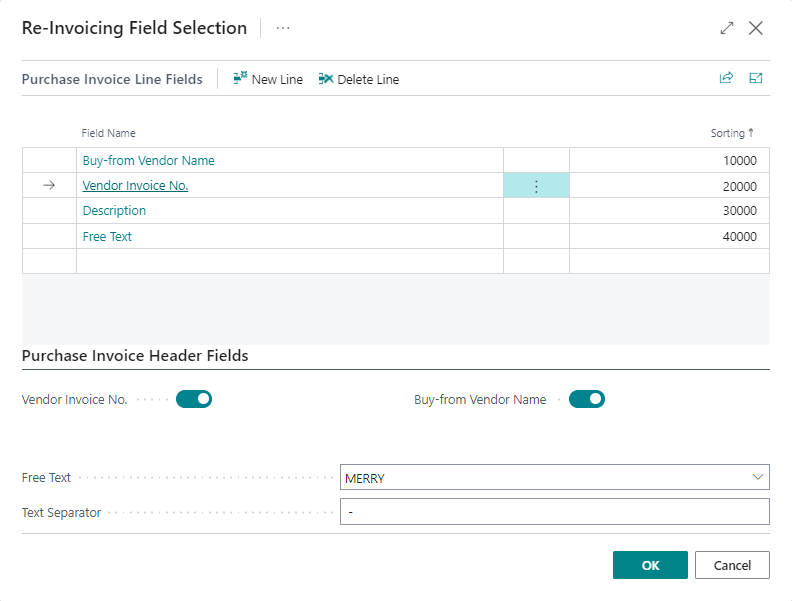 Re-Invoicing Field Selection
Purchase Invoice Line Fields New Line Delete Line
Field Name Sorting ↑
Buy-from Vendor Name 10000
Vendor Invoice No. 20000
Description 30000
Free Text 40000
Purchase Invoice Header Fields
Vendor Invoice No. Buy-from Vendor Name
Free Text MERRY
Text Separator -
OK Cancel